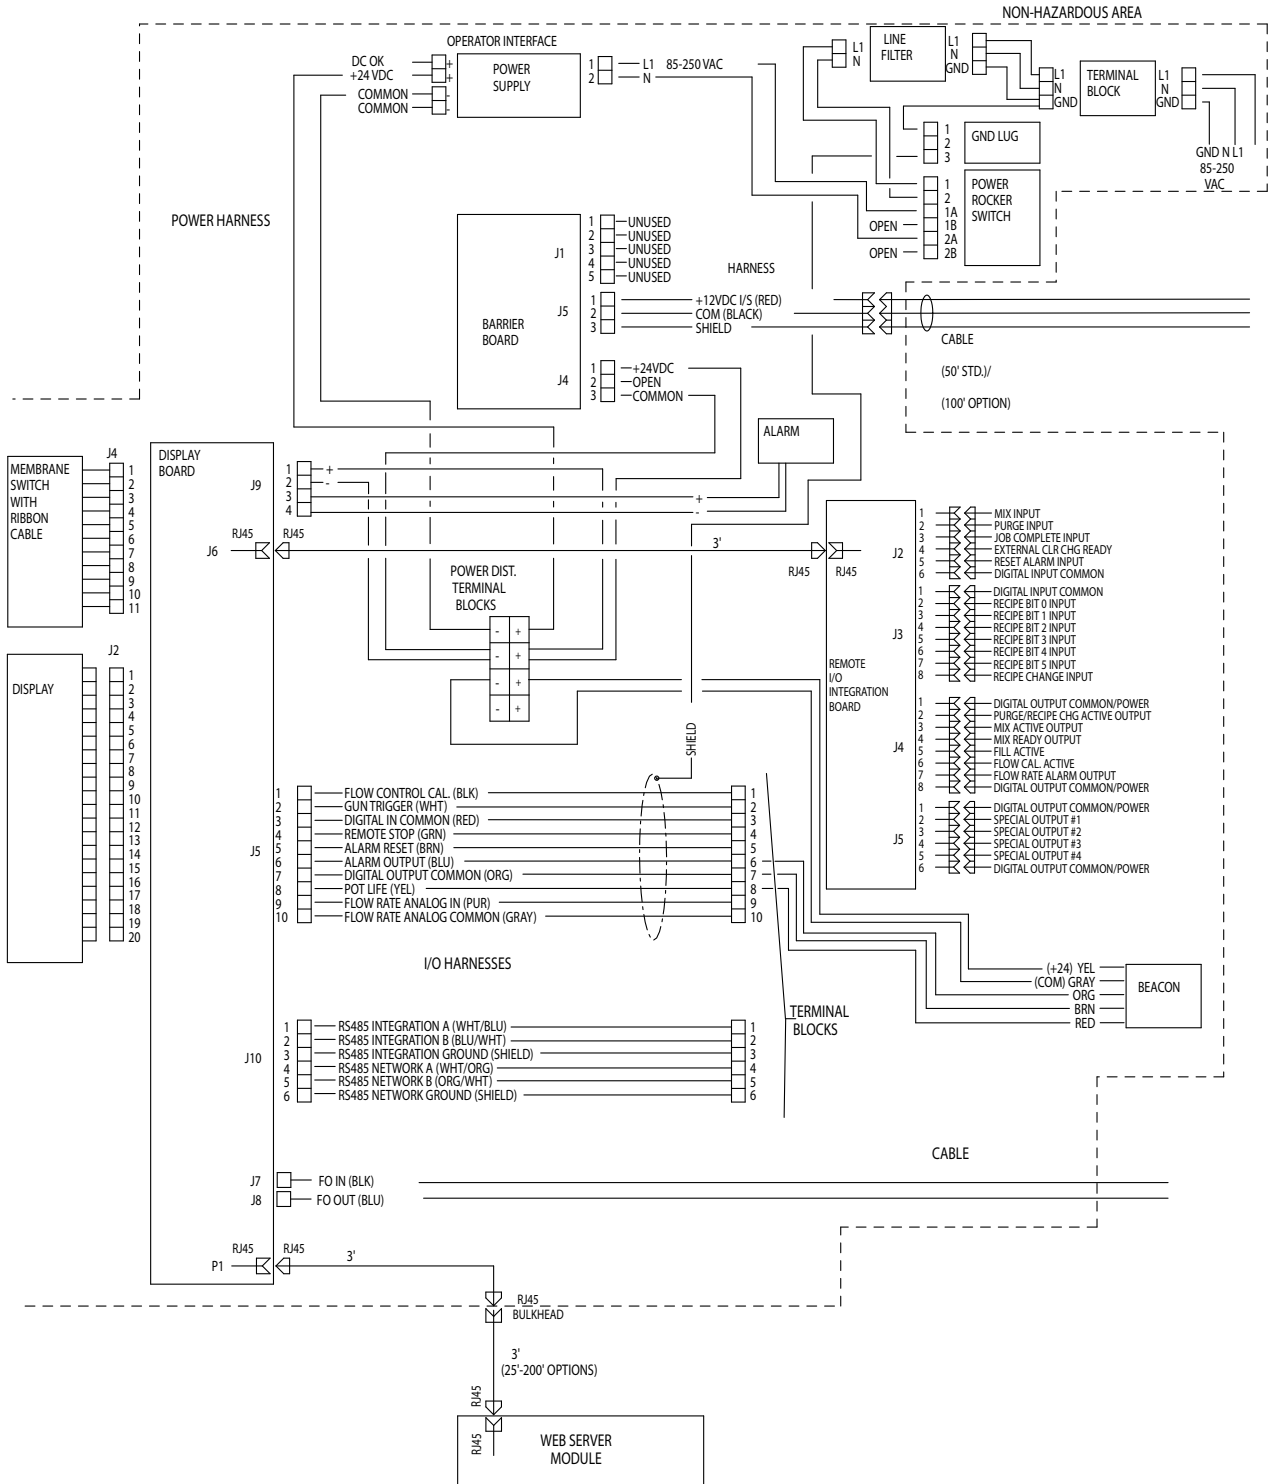 NON-HAZARDOUS AREA
OPERATOR INTERFACE
DC OK
+24 VDC
COMMON
COMMON
+
+
-
-
POWER
SUPPLY
1
2
L1 85-250 VAC
N
L1
N
LINE
FILTER
L1
N
GND
L1
N
GND
TERMINAL
BLOCK
L1
N
GND
GND N L1
85-250
VAC
1
2
3
GND LUG
1
2
1A
1B
2A
2B
OPEN
OPEN
POWER
ROCKER
SWITCH
POWER HARNESS
BARRIER
BOARD
J1
1
2
3
4
5
UNUSED
UNUSED
UNUSED
UNUSED
UNUSED
HARNESS
J5
1
2
3
+12VDC I/S (RED)
COM (BLACK)
SHIELD
CABLE
(50' STD.)/
(100' OPTION)
J4
1
2
3
+24VDC
OPEN
COMMON
ALARM
+
-
MEMBRANE
SWITCH
WITH
RIBBON
CABLE
J4
1
2
3
4
5
6
7
8
9
10
11
DISPLAY
BOARD
J9
1
2
3
4
+
-
J6
RJ45
RJ45
3'
RJ45
RJ45
POWER DIST.
TERMINAL
BLOCKS
- +
- +
- +
- +
SHIELD
REMOTE
I/O
INTEGRATION
BOARD
J2
1 MIX INPUT
2 PURGE INPUT
3 JOB COMPLETE INPUT
4 EXTERNAL CLR CHG READY
5 RESET ALARM INPUT
6 DIGITAL INPUT COMMON
J3
1 DIGITAL INPUT COMMON
2 RECIPE BIT 0 INPUT
3 RECIPE BIT 1 INPUT
4 RECIPE BIT 2 INPUT
5 RECIPE BIT 3 INPUT
6 RECIPE BIT 4 INPUT
7 RECIPE BIT 5 INPUT
8 RECIPE CHANGE INPUT
J4
1 DIGITAL OUTPUT COMMON/POWER
2 PURGE/RECIPE CHG ACTIVE OUTPUT
3 MIX ACTIVE OUTPUT
4 MIX READY OUTPUT
5 FILL ACTIVE
6 FLOW CAL. ACTIVE
7 FLOW RATE ALARM OUTPUT
8 DIGITAL OUTPUT COMMON/POWER
J5
1 DIGITAL OUTPUT COMMON/POWER
2 SPECIAL OUTPUT #1
3 SPECIAL OUTPUT #2
4 SPECIAL OUTPUT #3
5 SPECIAL OUTPUT #4
6 DIGITAL OUTPUT COMMON/POWER
DISPLAY
J2
1
2
3
4
5
6
7
8
9
10
11
12
13
14
15
16
17
18
19
20
J5
1 FLOW CONTROL CAL. (BLK) 1
2 GUN TRIGGER (WHT) 2
3 DIGITAL IN COMMON (RED) 3
4 REMOTE STOP (GRN) 4
5 ALARM RESET (BRN) 5
6 ALARM OUTPUT (BLU) 6
7 DIGITAL OUTPUT COMMON (ORG) 7
8 POT LIFE (YEL) 8
9 FLOW RATE ANALOG IN (PUR) 9
10 FLOW RATE ANALOG COMMON (GRAY) 10
I/O HARNESSES
(+24) YEL
(COM) GRAY
ORG
BRN
RED
BEACON
TERMINAL
BLOCKS
J10
1 RS485 INTEGRATION A (WHT/BLU) 1
2 RS485 INTEGRATION B (BLU/WHT) 2
3 RS485 INTEGRATION GROUND (SHIELD) 3
4 RS485 NETWORK A (WHT/ORG) 4
5 RS485 NETWORK B (ORG/WHT) 5
6 RS485 NETWORK GROUND (SHIELD) 6
CABLE
J7 FO IN (BLK)
J8 FO OUT (BLU)
P1
RJ45
RJ45
3'
RJ45
BULKHEAD
3'
(25'-200' OPTIONS)
RJ45
RJ45
WEB SERVER
MODULE